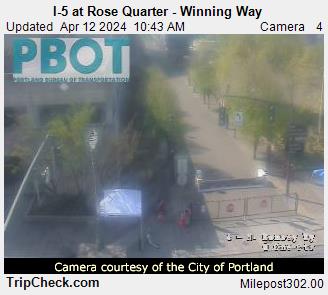 I-5 at Rose Quarter - Winning Way
Updated Apr 12 2024 10:43 AM Camera 4
PBOT
PORTLAND BUREAU OF TRANSPORTATION
Camera courtesy of the City of Portland
TripCheck.com Milepost302.00